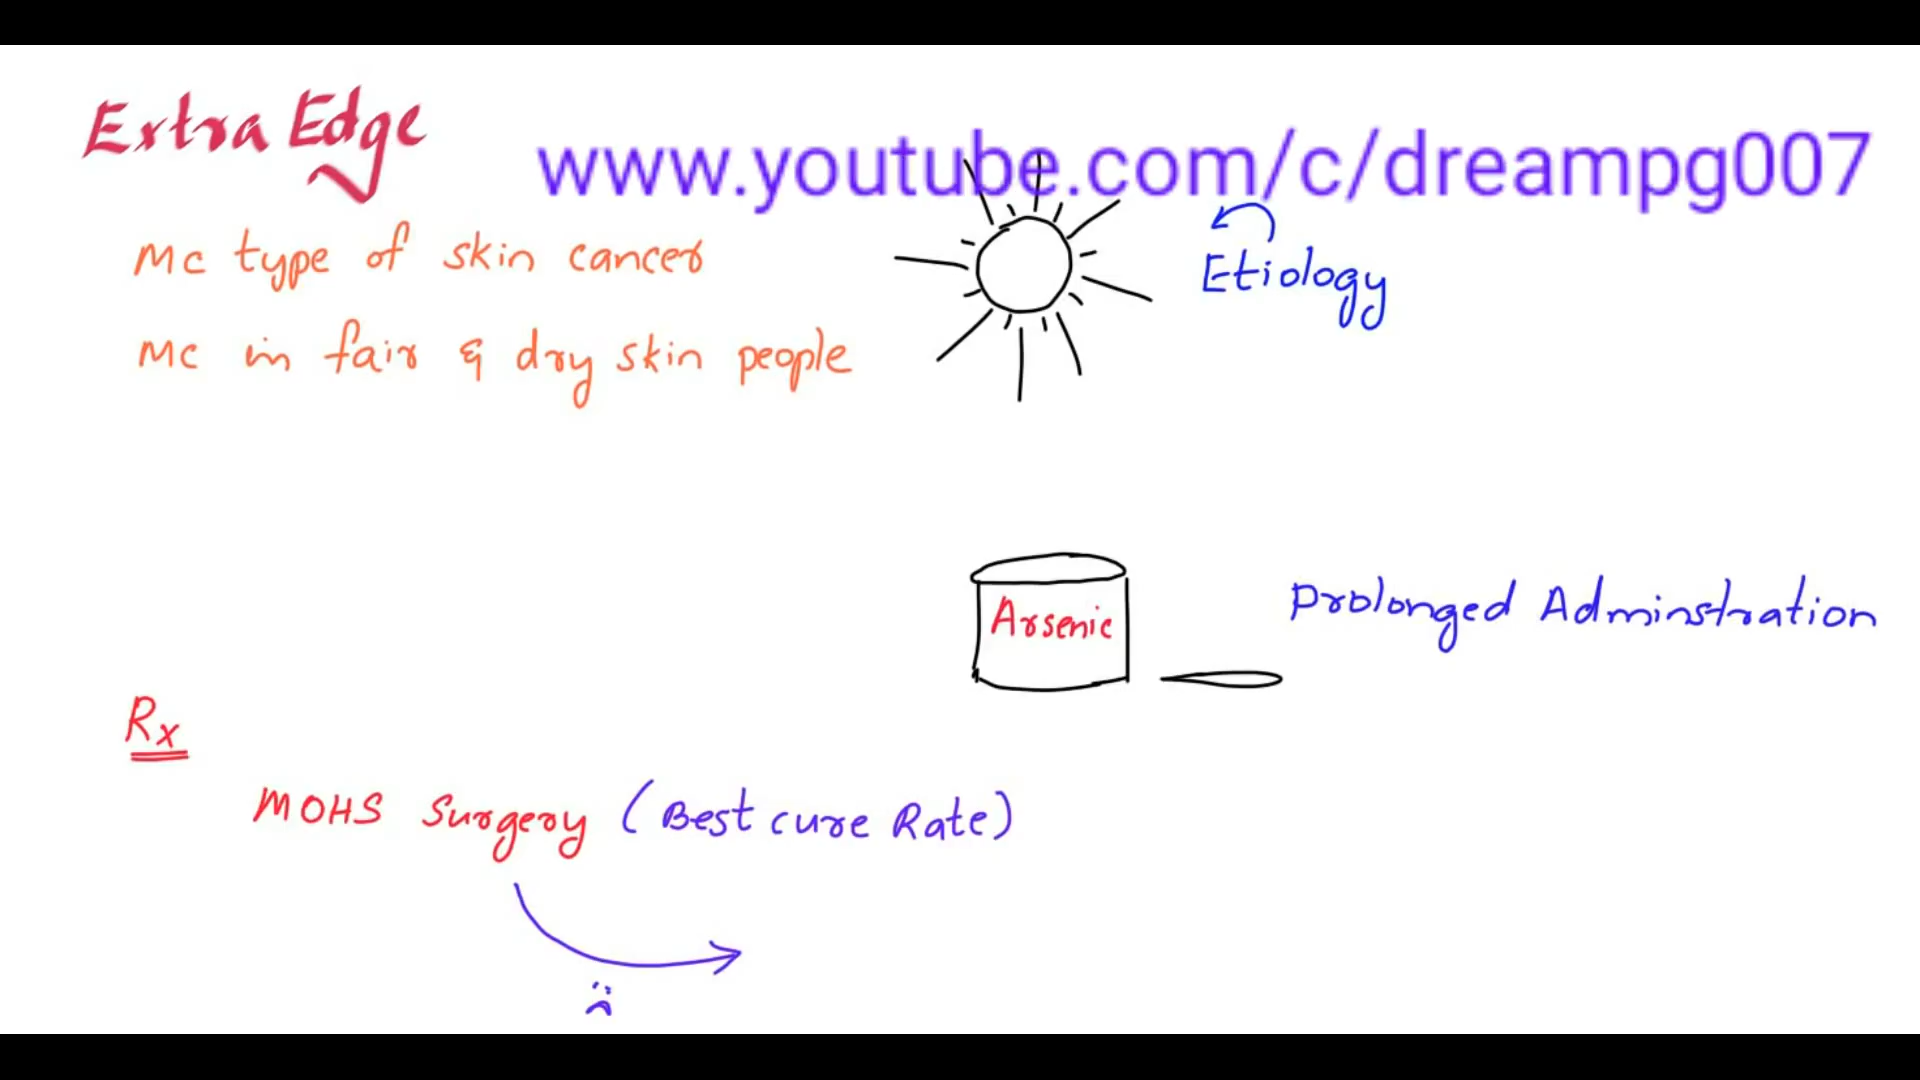 Extra Edge
www.youtube.com/c/dreampg007
MC type of skin cancer
Etiology
MC in fair & dry skin people
Arsenic
Prolonged Adminstration
Rx
MOHS Surgery (Best cure Rate)